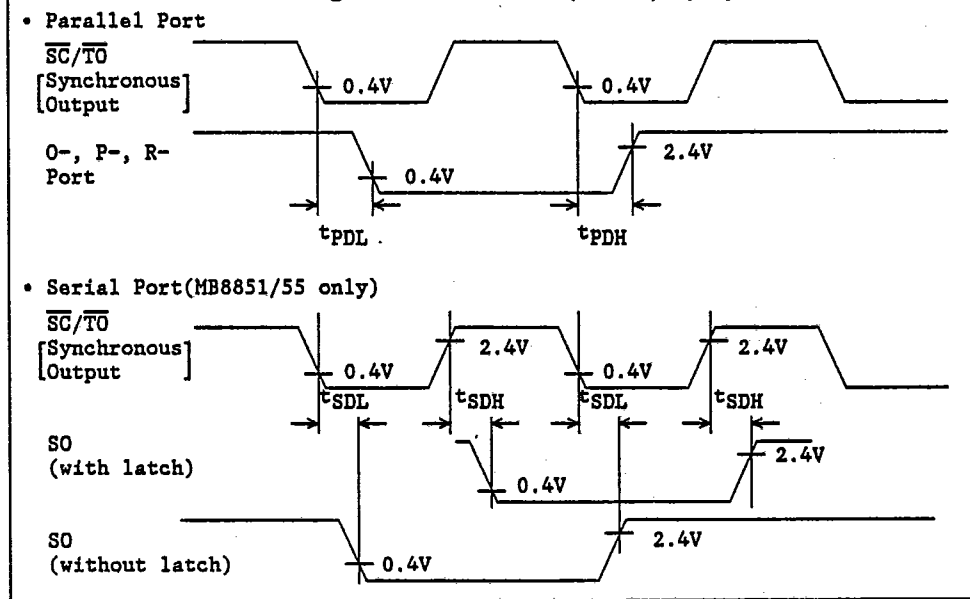 • Parallel Port
SC/TO
[Synchronous
Output]
0.4V
0.4V
O-, P-, R-
Port
0.4V
2.4V
tPDL
tPDH
• Serial Port(MB8851/55 only)
SC/TO
[Synchronous
Output]
0.4V
2.4V
0.4V
2.4V
tSDL
tSDH
tSDL
tSDH
SO
(with latch)
0.4V
2.4V
SO
(without latch)
0.4V
2.4V